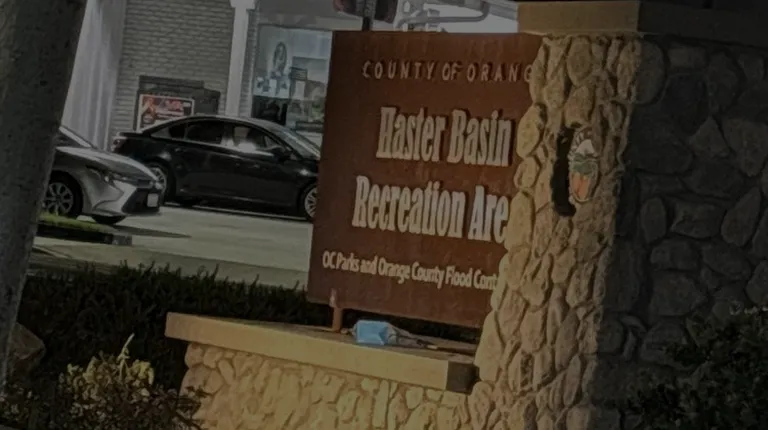 COUNTY OF ORANG
Haster Basin
Recreation Are
OC Parks and Orange County Flood Cont